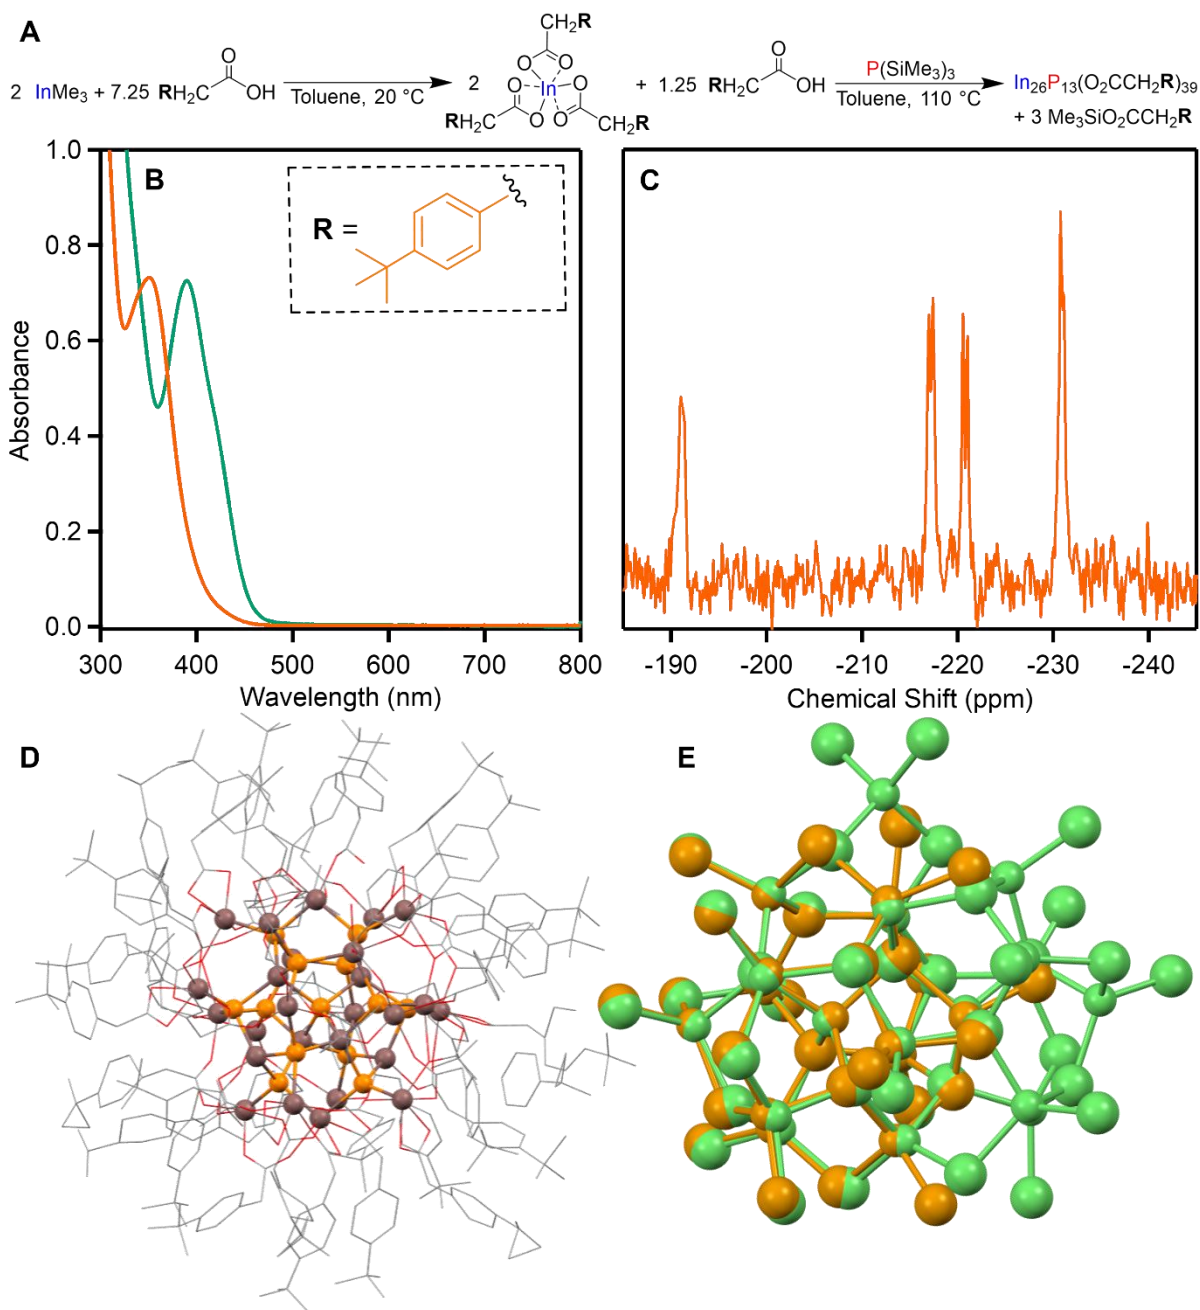 A
2 InMe3 + 7.25 RH2C O OH
Toluene, 20 °C
2
CH2R
O O
O O
In
RH2C O O CH2R
+ 1.25 RH2C O OH
P(SiMe3)3
Toluene, 110 °C
In26P13(O2CCH2R)39
+ 3 Me3SiO2CCH2R
B
R =
1.0
0.8
0.6
0.4
0.2
0.0
Absorbance
300 400 500 600 700 800
Wavelength (nm)
C
-190 -200 -210 -220 -230 -240
Chemical Shift (ppm)
D
E